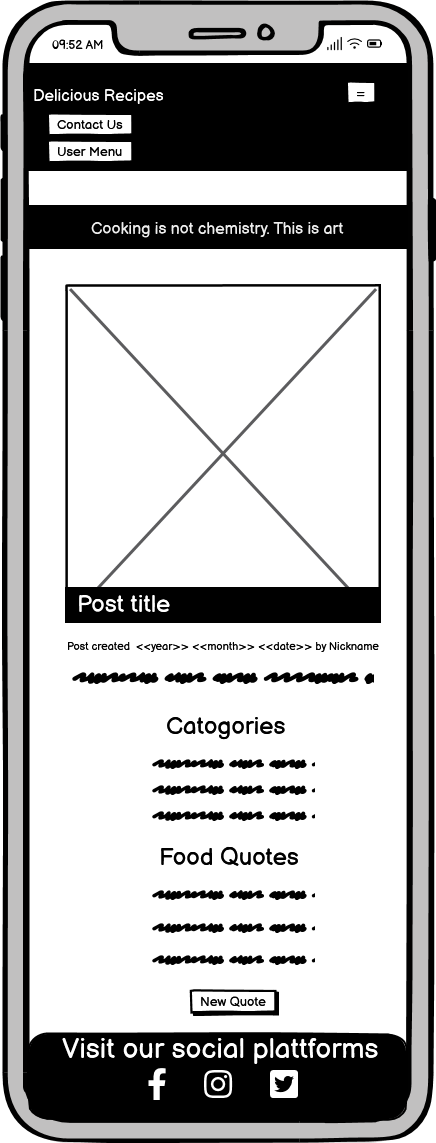 09:52 AM
Delicious Recipes
=
Contact Us
User Menu
Cooking is not chemistry. This is art
Post title
Post created <<year>> <<month>> <<date>> by Nickname
Catogories
Food Quotes
New Quote
Visit our social plattforms